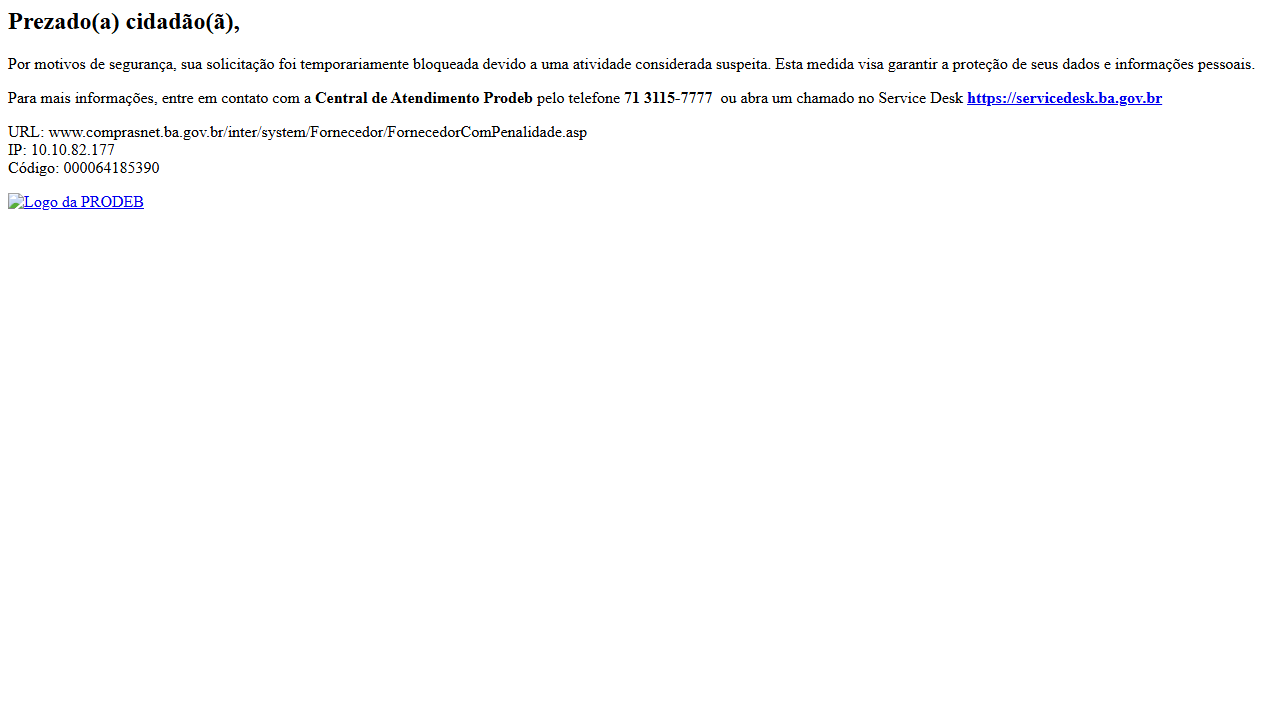 Prezado(a) cidadão(ã),
Por motivos de segurança, sua solicitação foi temporariamente bloqueada devido a uma atividade considerada suspeita. Esta medida visa garantir a proteção de seus dados e informações pessoais.
Para mais informações, entre em contato com a Central de Atendimento Prodeb pelo telefone 71 3115-7777  ou abra um chamado no Service Desk https://servicedesk.ba.gov.br
URL: www.comprasnet.ba.gov.br/inter/system/Fornecedor/FornecedorComPenalidade.asp
IP: 10.10.82.177
Código: 000064185390
Logo da PRODEB